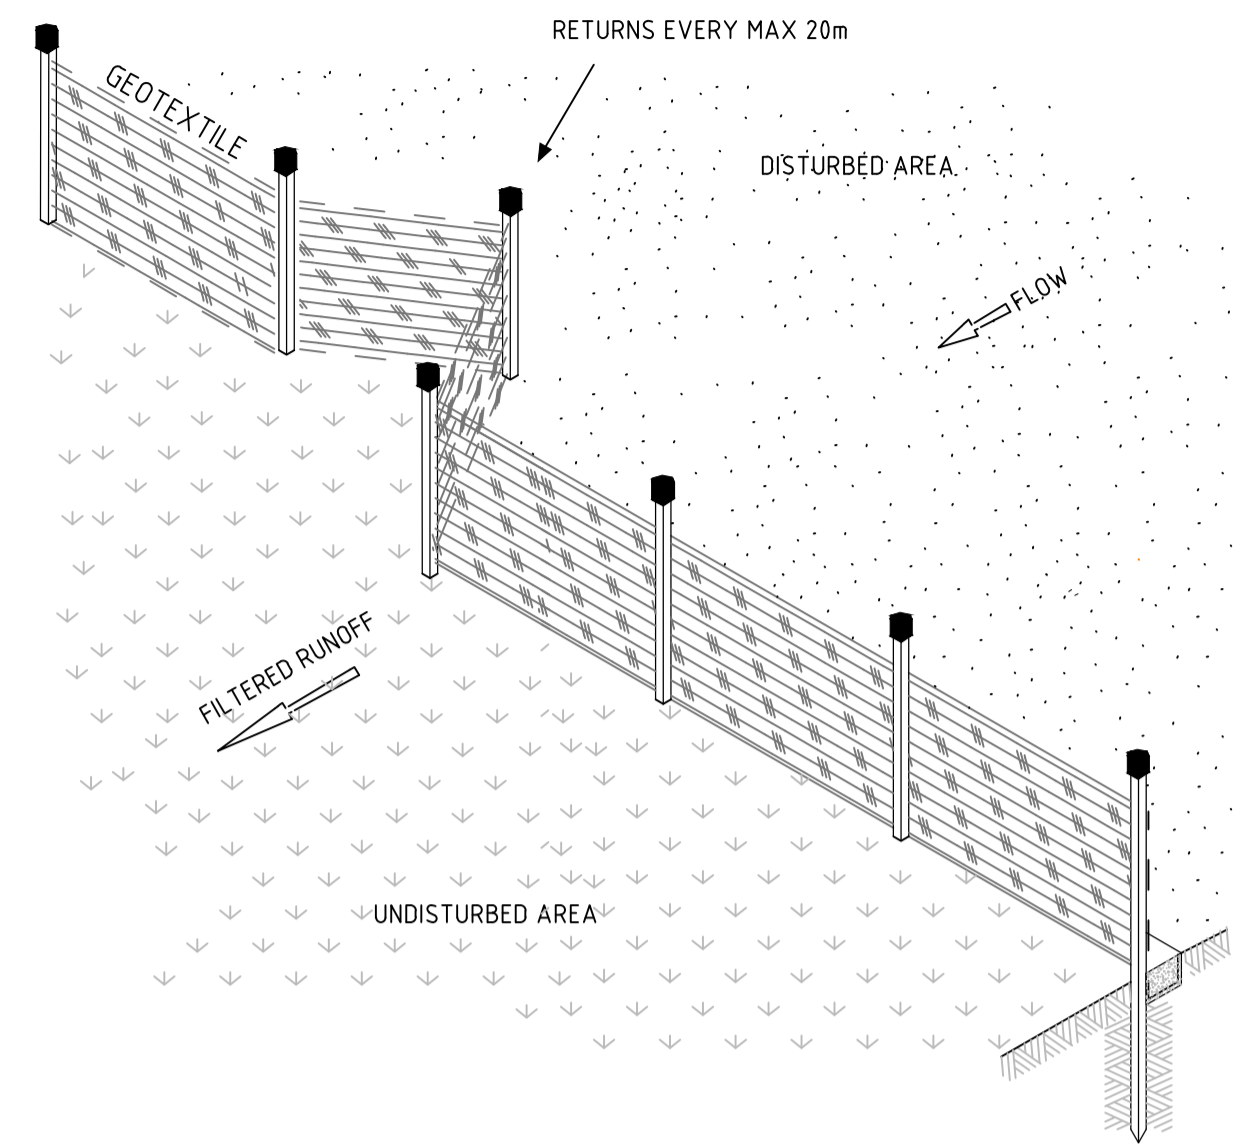 RETURNS EVERY MAX 20m
GEOTEXTILE
DISTURBED AREA
FLOW
FILTERED RUNOFF
UNDISTURBED AREA